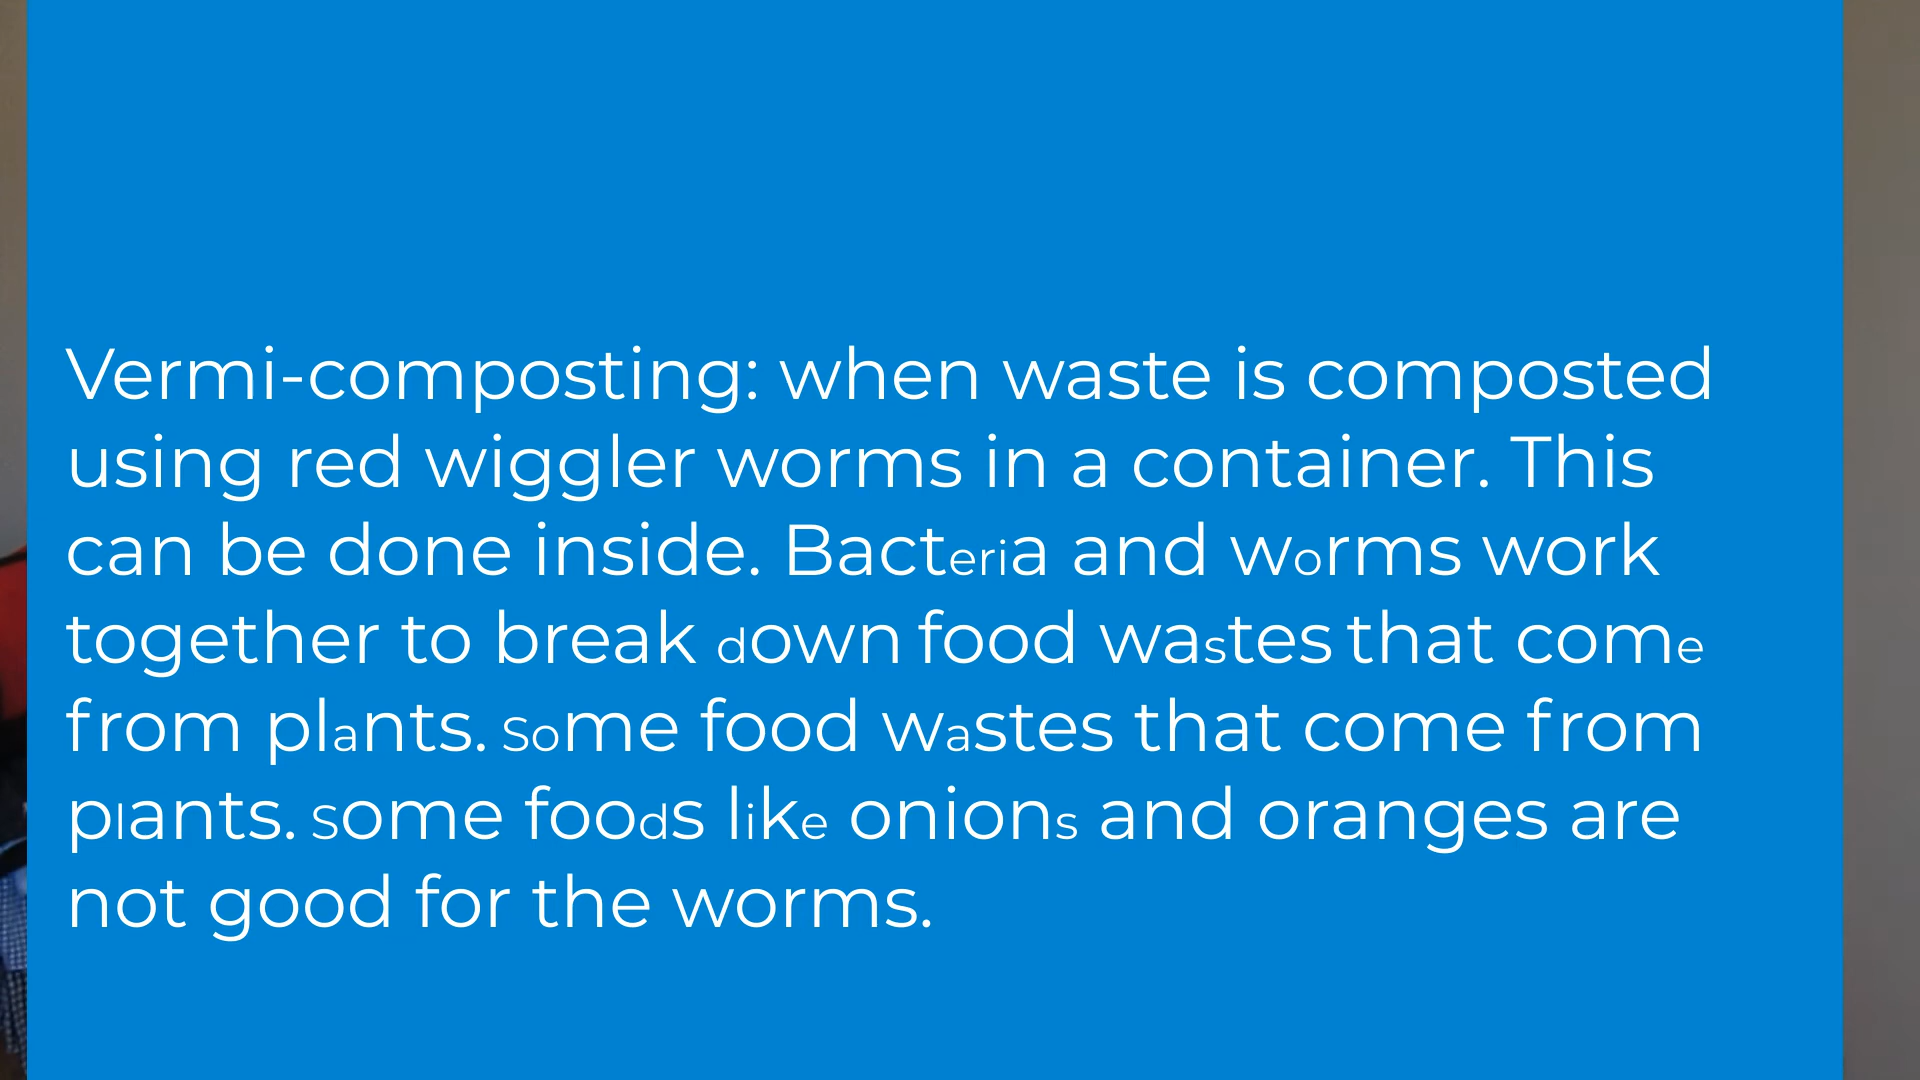 Vermi-composting: when waste is composted
using red wiggler worms in a container. This
can be done inside. Bacteria and worms work
together to break down food wastes that come
from plants. Some food wastes that come from
plants. Some foods like onions and oranges are
not good for the worms.